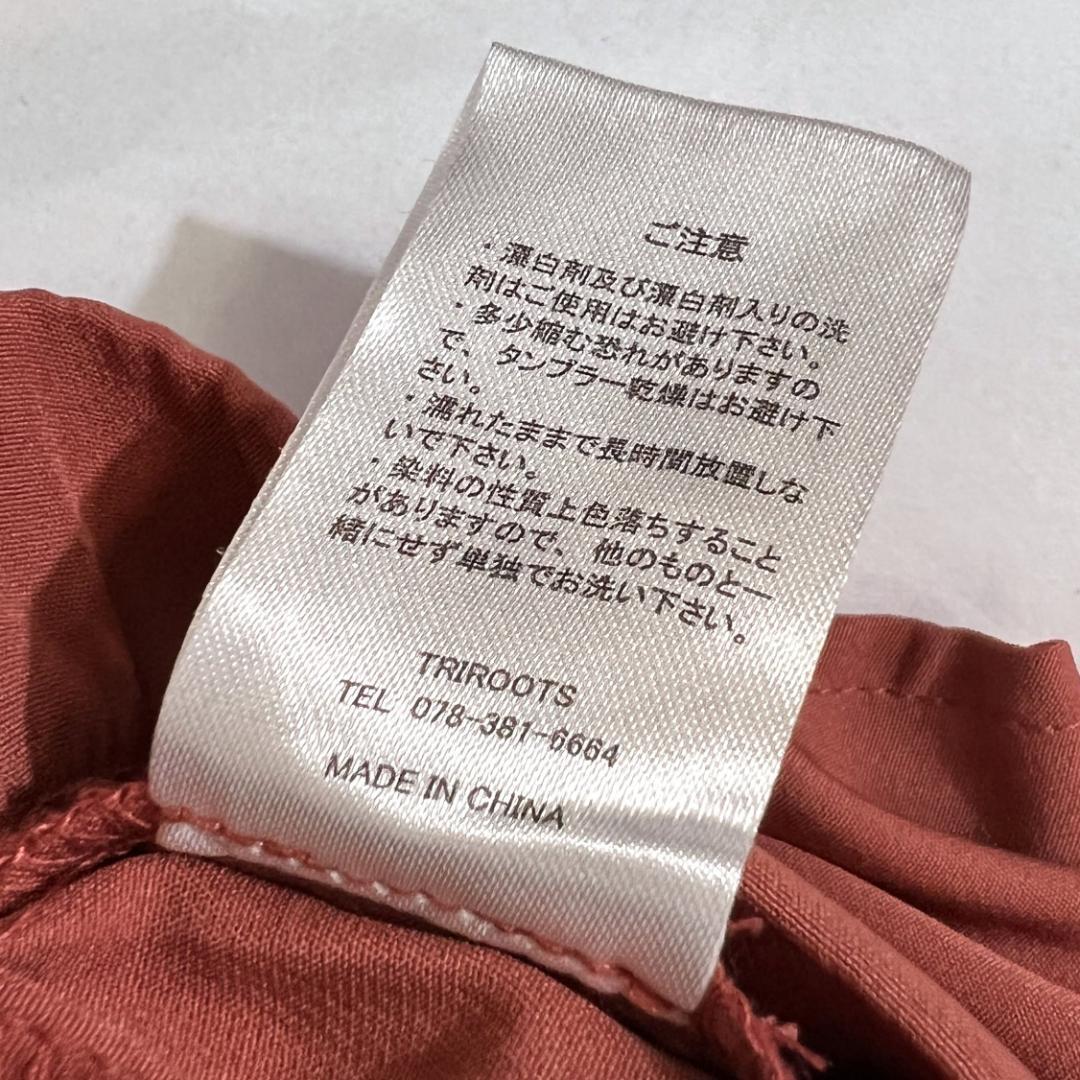 ご注意
・漂白剤及び漂白剤入りの洗
剤はご使用はお避け下さい。
・多少縮む恐れがありますの
で、タンブラー乾燥はお避け下
さい。
・濡れたままで長時間放置しな
いで下さい。
・染料の性質上色落ちすること
がありますので、他のものと一
緒にせず単独でお洗い下さい。
TRIROOTS
TEL 078-381-6664
MADE IN CHINA